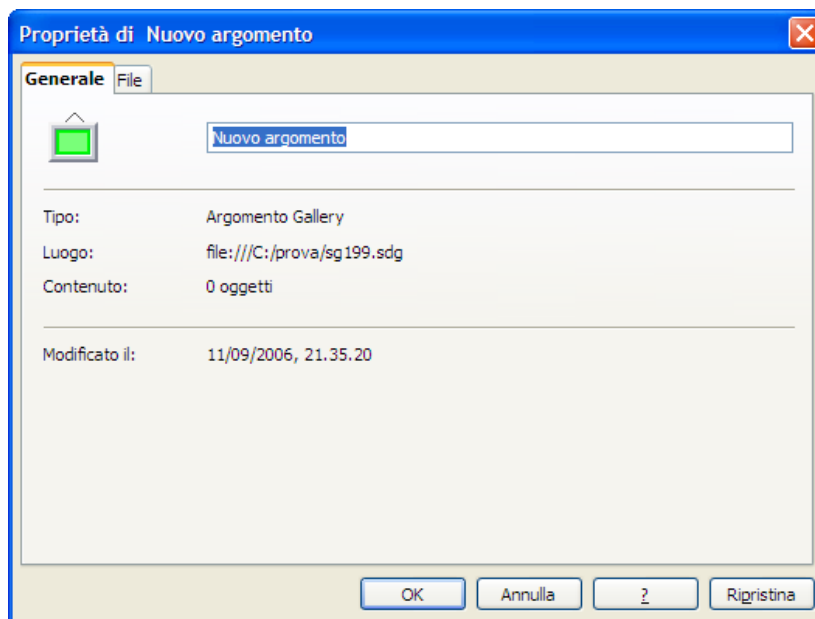 Proprietà di Nuovo argomento
Generale File
Nuovo argomento
Tipo: Argomento Gallery
Luogo: file:///C:/prova/sg199.sdg
Contenuto: 0 oggetti
Modificato il: 11/09/2006, 21.35.20
OK Annulla ? Ripristina